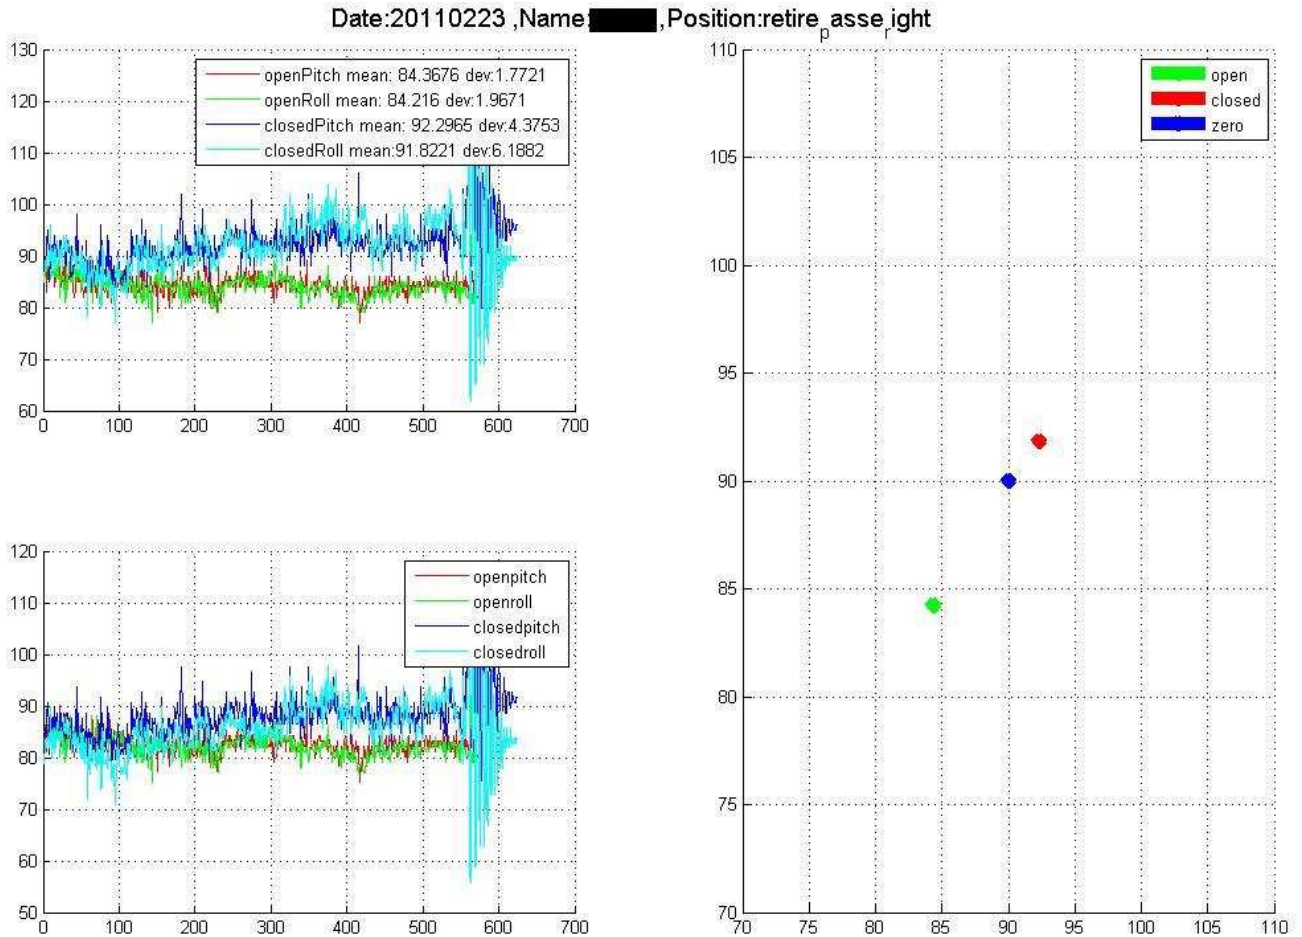 Date:20110223 ,Name: ,Position:retire_passe_right
130
120
110
100
90
80
70
60
0 100 200 300 400 500 600 700
openPitch mean: 84.3676 dev:1.7721
openRoll mean: 84.216 dev:1.9671
closedPitch mean: 92.2965 dev:4.3753
closedRoll mean:91.8221 dev:6.1882
120
110
100
90
80
70
60
50
0 100 200 300 400 500 600 700
openpitch
openroll
closedpitch
closedroll
110
105
100
95
90
85
80
75
70
70 75 80 85 90 95 100 105 110
open
closed
zero